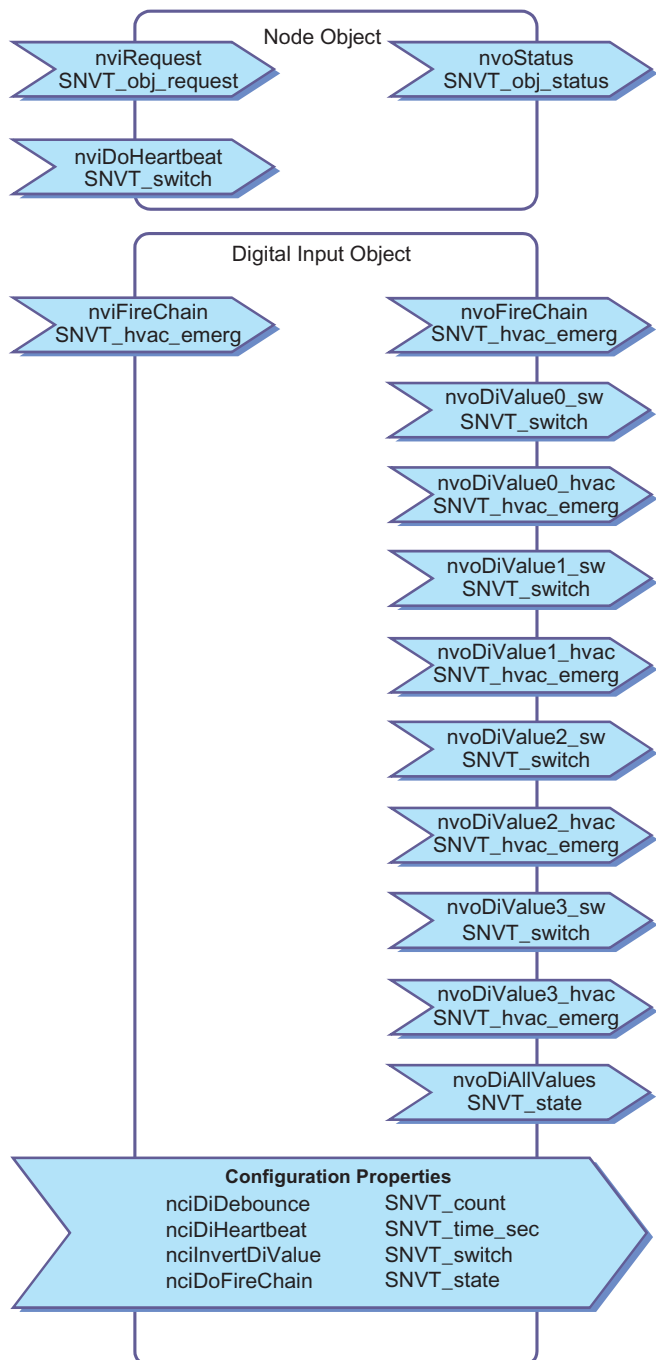 Node Object
nviRequest
SNVT_obj_request
nvoStatus
SNVT_obj_status
nviDoHeartbeat
SNVT_switch
Digital Input Object
nviFireChain
SNVT_hvac_emerg
nvoFireChain
SNVT_hvac_emerg
nvoDiValue0_sw
SNVT_switch
nvoDiValue0_hvac
SNVT_hvac_emerg
nvoDiValue1_sw
SNVT_switch
nvoDiValue1_hvac
SNVT_hvac_emerg
nvoDiValue2_sw
SNVT_switch
nvoDiValue2_hvac
SNVT_hvac_emerg
nvoDiValue3_sw
SNVT_switch
nvoDiValue3_hvac
SNVT_hvac_emerg
nvoDiAllValues
SNVT_state
Configuration Properties
nciDiDebounce SNVT_count
nciDiHeartbeat SNVT_time_sec
nciInvertDiValue SNVT_switch
nciDoFireChain SNVT_state